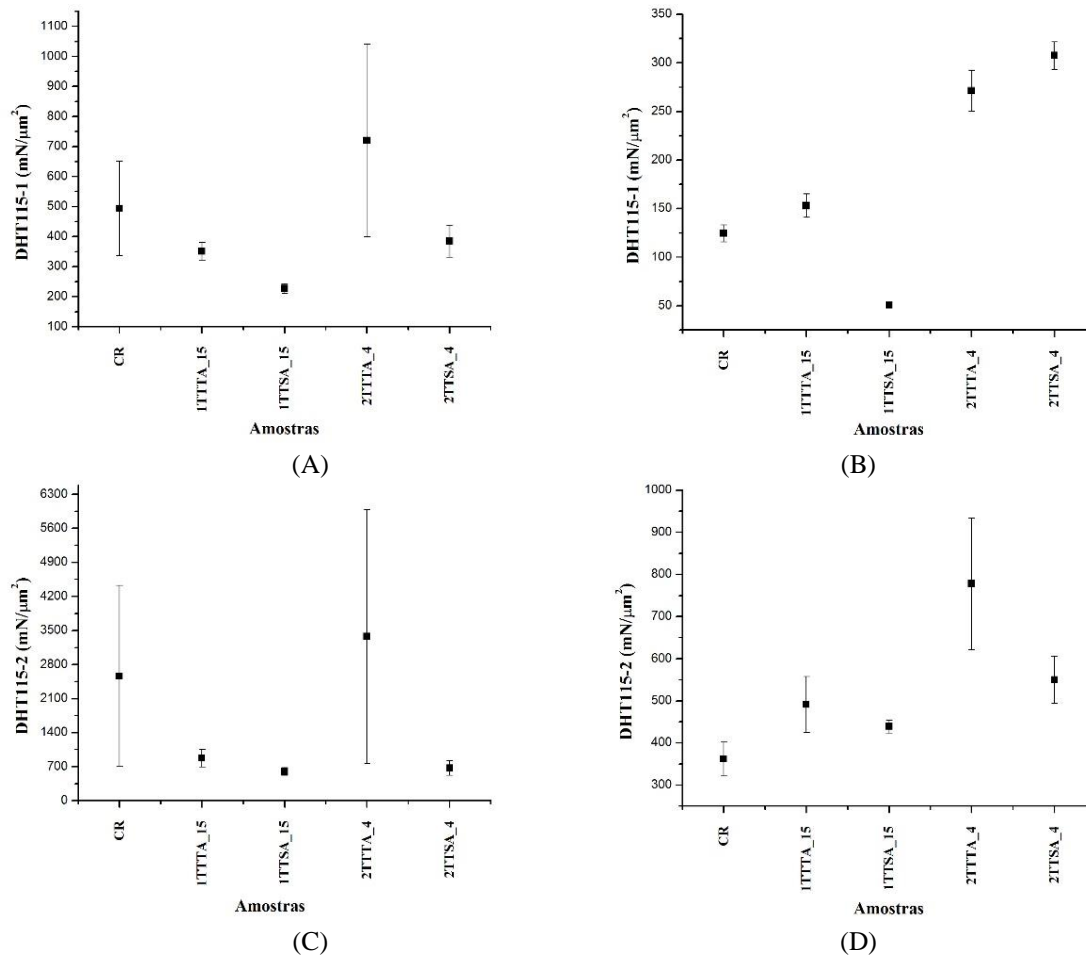 DHT115-1 (mN/μm²)
1100
1000
900
800
700
600
500
400
300
200
100
CR
1TTTA_15
1TTSA_15
2TTTA_4
2TTSA_4
Amostras
(A)
DHT115-1 (mN/μm²)
350
300
250
200
150
100
50
CR
1TTTA_15
1TTSA_15
2TTTA_4
2TTSA_4
Amostras
(B)
DHT115-2 (mN/μm²)
6300
5600
4900
4200
3500
2800
2100
1400
700
0
CR
1TTTA_15
1TTSA_15
2TTTA_4
2TTSA_4
Amostras
(C)
DHT115-2 (mN/μm²)
1000
900
800
700
600
500
400
300
CR
1TTTA_15
1TTSA_15
2TTTA_4
2TTSA_4
Amostras
(D)